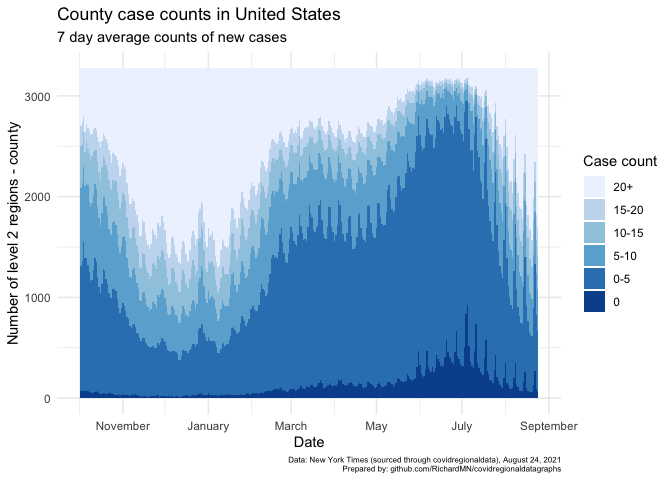 County case counts in United States
7 day average counts of new cases
Number of level 2 regions - county
3000
2000
1000
0
November
January
March
May
July
September
Date
Case count
20+
15-20
10-15
5-10
0-5
0
Data: New York Times (sourced through covidregionaldata), August 24, 2021
Prepared by: github.com/RichardMN/covidregionaldatagraphs